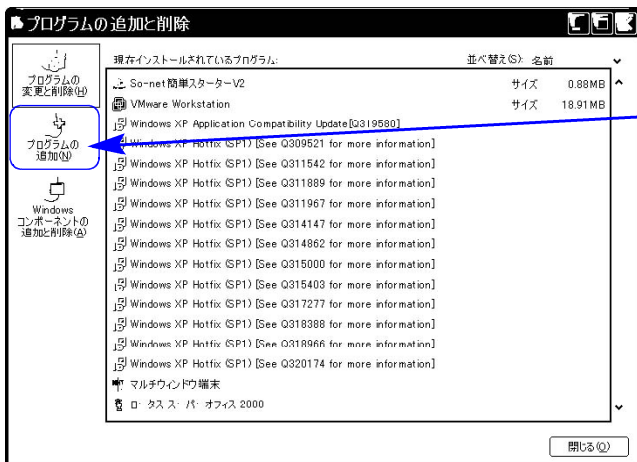 プログラムの追加と削除
プログラムの
変更と削除(H)
プログラムの
追加(N)
Windows
コンポーネントの
追加と削除(A)
現在インストールされているプログラム:
並べ替え(S): 名前
So-net 簡単スターターV2 サイズ 0.88MB
VMware Workstation サイズ 18.91MB
Windows XP Application Compatibility Update[Q319580]
Windows XP Hotfix (SP1) [See Q309521 for more information]
Windows XP Hotfix (SP1) [See Q311542 for more information]
Windows XP Hotfix (SP1) [See Q311889 for more information]
Windows XP Hotfix (SP1) [See Q311967 for more information]
Windows XP Hotfix (SP1) [See Q314147 for more information]
Windows XP Hotfix (SP1) [See Q314862 for more information]
Windows XP Hotfix (SP1) [See Q315000 for more information]
Windows XP Hotfix (SP1) [See Q315403 for more information]
Windows XP Hotfix (SP1) [See Q317277 for more information]
Windows XP Hotfix (SP1) [See Q318388 for more information]
Windows XP Hotfix (SP1) [See Q318966 for more information]
Windows XP Hotfix (SP1) [See Q320174 for more information]
マルチウィンドウ端末
ロータス スーパーオフィス 2000
閉じる(O)